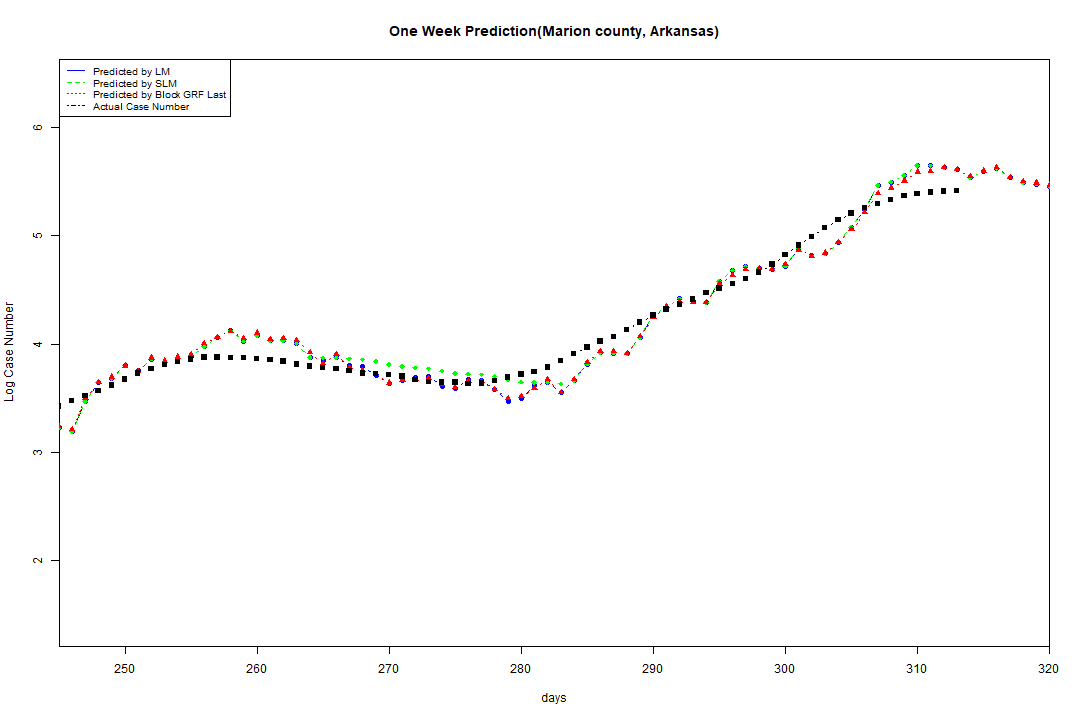 One Week Prediction(Marion county, Arkansas)
Predicted by LM
Predicted by SLM
Predicted by Block GRF Last
Actual Case Number
6
5
4
3
2
Log Case Number
250 260 270 280 290 300 310 320
days